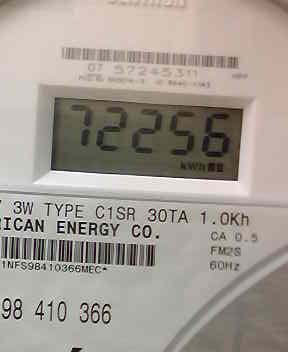 07 57245311
72256
kWh
3W TYPE C1SR 30TA 1.0Kh
RICAN ENERGY CO.
CA 0.5
FM2S
60Hz
1NFS98410366MEC*
98 410 366